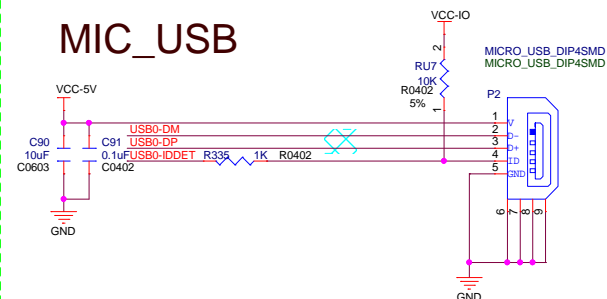 MIC_USB
VCC-IO
2
RU7
10K
R0402
5%
1
MICRO_USB_DIP4SMD
MICRO_USB_DIP4SMD
P2
VCC-5V
1 V
USB0-DM 2 D-
USB0-DP 3 D+
USB0-IDDET R335 1K R0402 4 ID
5 GND
C90
10uF
C0603
C91
0.1uF
C0402
GND
6 7 8 9
GND